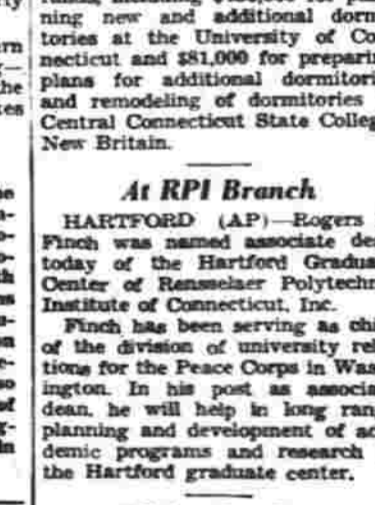 ning new and additional dorm
tories at the University of Co
necticut and $81,000 for preparin
plans for additional dormitori
and remodeling of dormitories
Central Connecticut State Colleg
New Britain.
At RPI Branch
HARTFORD (AP)—Rogers
Finch was named associate de
today of the Hartford Gradua
Center of Rensselaer Polytechn
Institute of Connecticut, Inc.
Finch has been serving as chi
of the division of university rel
tions for the Peace Corps in Was
ington. In his post as associa
dean, he will help in long ran
planning and development of ac
demic programs and research
the Hartford graduate center.